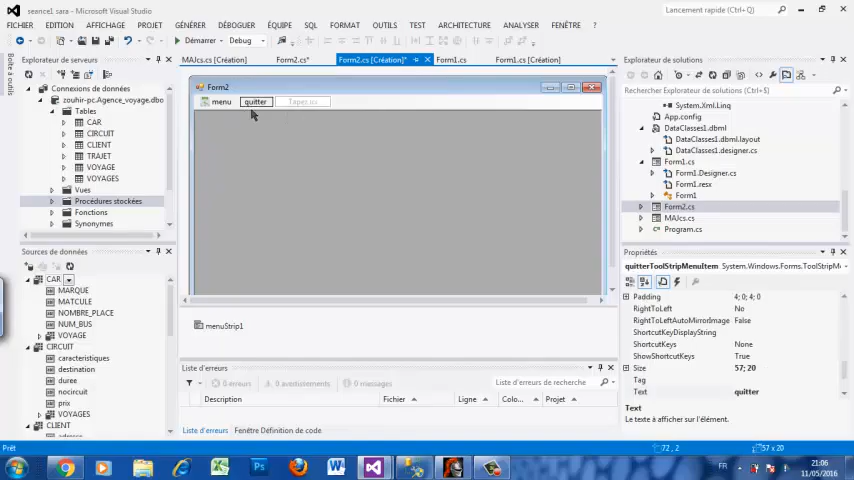 seance1 sara - Microsoft Visual Studio
Lancement rapide (Ctrl+Q)
FICHIER EDITION AFFICHAGE PROJET GÉNÉRER DÉBOGUER ÉQUIPE SQL FORMAT OUTILS TEST ARCHITECTURE ANALYSER FENÊTRE ?
Démarrer Debug
Boîte à outils
Explorateur de serveurs
Connexions de données
zouhir-pc.Agence_voyage.dbo
Tables
CAR
CIRCUIT
CLIENT
TRAJET
VOYAGE
VOYAGES
Vues
Procédures stockées
Fonctions
Synonymes
Sources de données
CAR
MARQUE
MATCULE
NOMBRE_PLACE
NUM_BUS
VOYAGE
CIRCUIT
caracteristiques
destination
duree
nocircuit
prix
VOYAGES
CLIENT
MAJcs.cs [Création] Form2.cs* Form2.cs [Création]* Form1.cs Form1.cs [Création]
Form2
menu quitter Taper ici
menuStrip1
Liste d'erreurs
0 erreurs 0 avertissements 0 messages Liste d'erreurs de recherche
Description Fichier Ligne Colo... Projet
Liste d'erreurs Fenêtre Définition de code
Explorateur de solutions
Rechercher Explorateur de solutions (Ctrl+$)
System.Xml.Linq
App.config
DataClasses1.dbml
DataClasses1.dbml.layout
DataClasses1.designer.cs
Form1.cs
Form1.Designer.cs
Form1.resx
Form1
Form2.cs
MAJcs.cs
Program.cs
Propriétés
quitterToolStripMenuItem System.Windows.Forms.ToolStripM
Padding 4; 0; 4; 0
RightToLeft No
RightToLeftAutoMirrorImage False
ShortcutKeyDisplayString
ShortcutKeys None
ShowShortcutKeys True
Size 57; 20
Tag
Text quitter
Text
Le texte à afficher sur l'élément.
Prêt
72 , 2 57 x 20
FR
21:06
11/05/2016